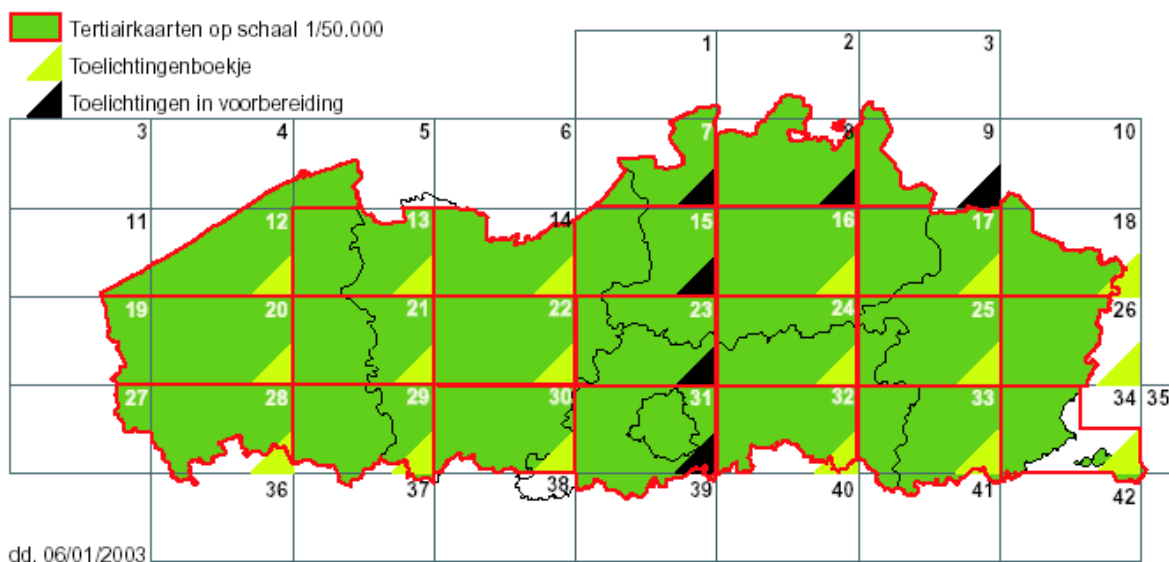 Tertiairkaarten op schaal 1/50.000
Toelichtingenboekje
Toelichtingen in voorbereiding
1 2 3
3 4 5 6 7 8 9 10
11 12 13 14 15 16 17 18
19 20 21 22 23 24 25 26
27 28 29 30 31 32 33 34 35
36 37 38 39 40 41 42
dd. 06/01/2003